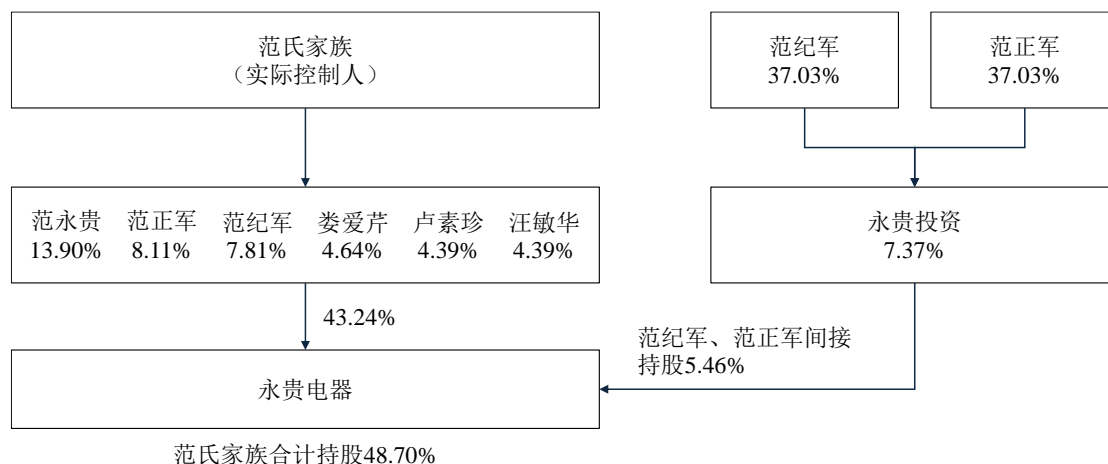 范氏家族
（实际控制人）
范纪军
37.03%
范正军
37.03%
范永贵
13.90%
范正军
8.11%
范纪军
7.81%
娄爱芹
4.64%
卢素珍
4.39%
汪敏华
4.39%
永贵投资
7.37%
43.24%
范纪军、范正军间接
持股5.46%
永贵电器
范氏家族合计持股48.70%